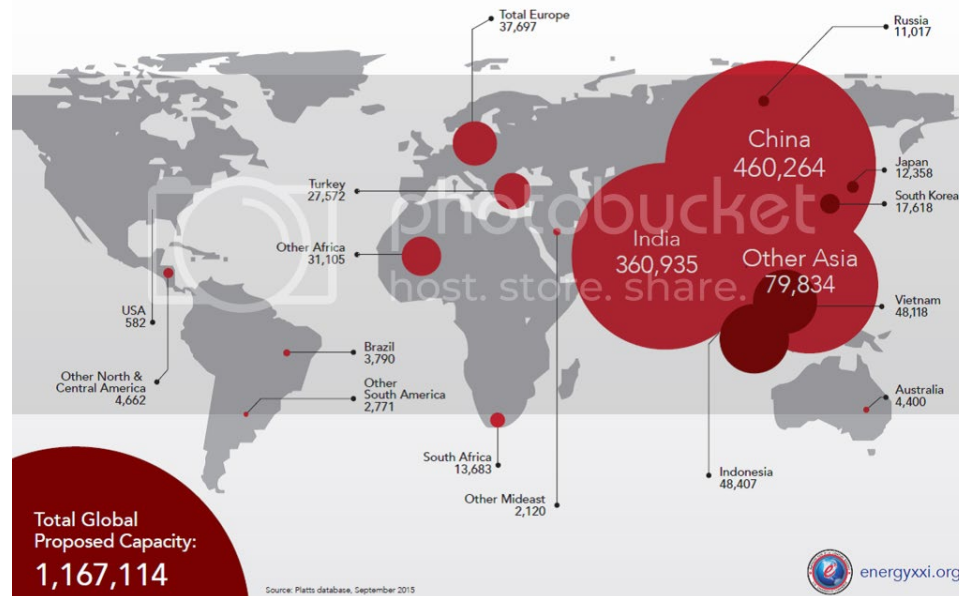 Total Europe
37,697
Russia
11,017
China
460,264
Japan
12,358
South Korea
17,618
Turkey
27,572
photobucket
host. store. share.
Other Africa
31,105
India
360,935
Other Asia
79,834
USA
582
Vietnam
48,118
Brazil
3,790
Other North &
Central America
4,662
Other
South America
2,771
Australia
4,400
South Africa
13,683
Indonesia
48,407
Other Mideast
2,120
Total Global
Proposed Capacity:
1,167,114
Source: Platts database, September 2015
e
energyxxi.org